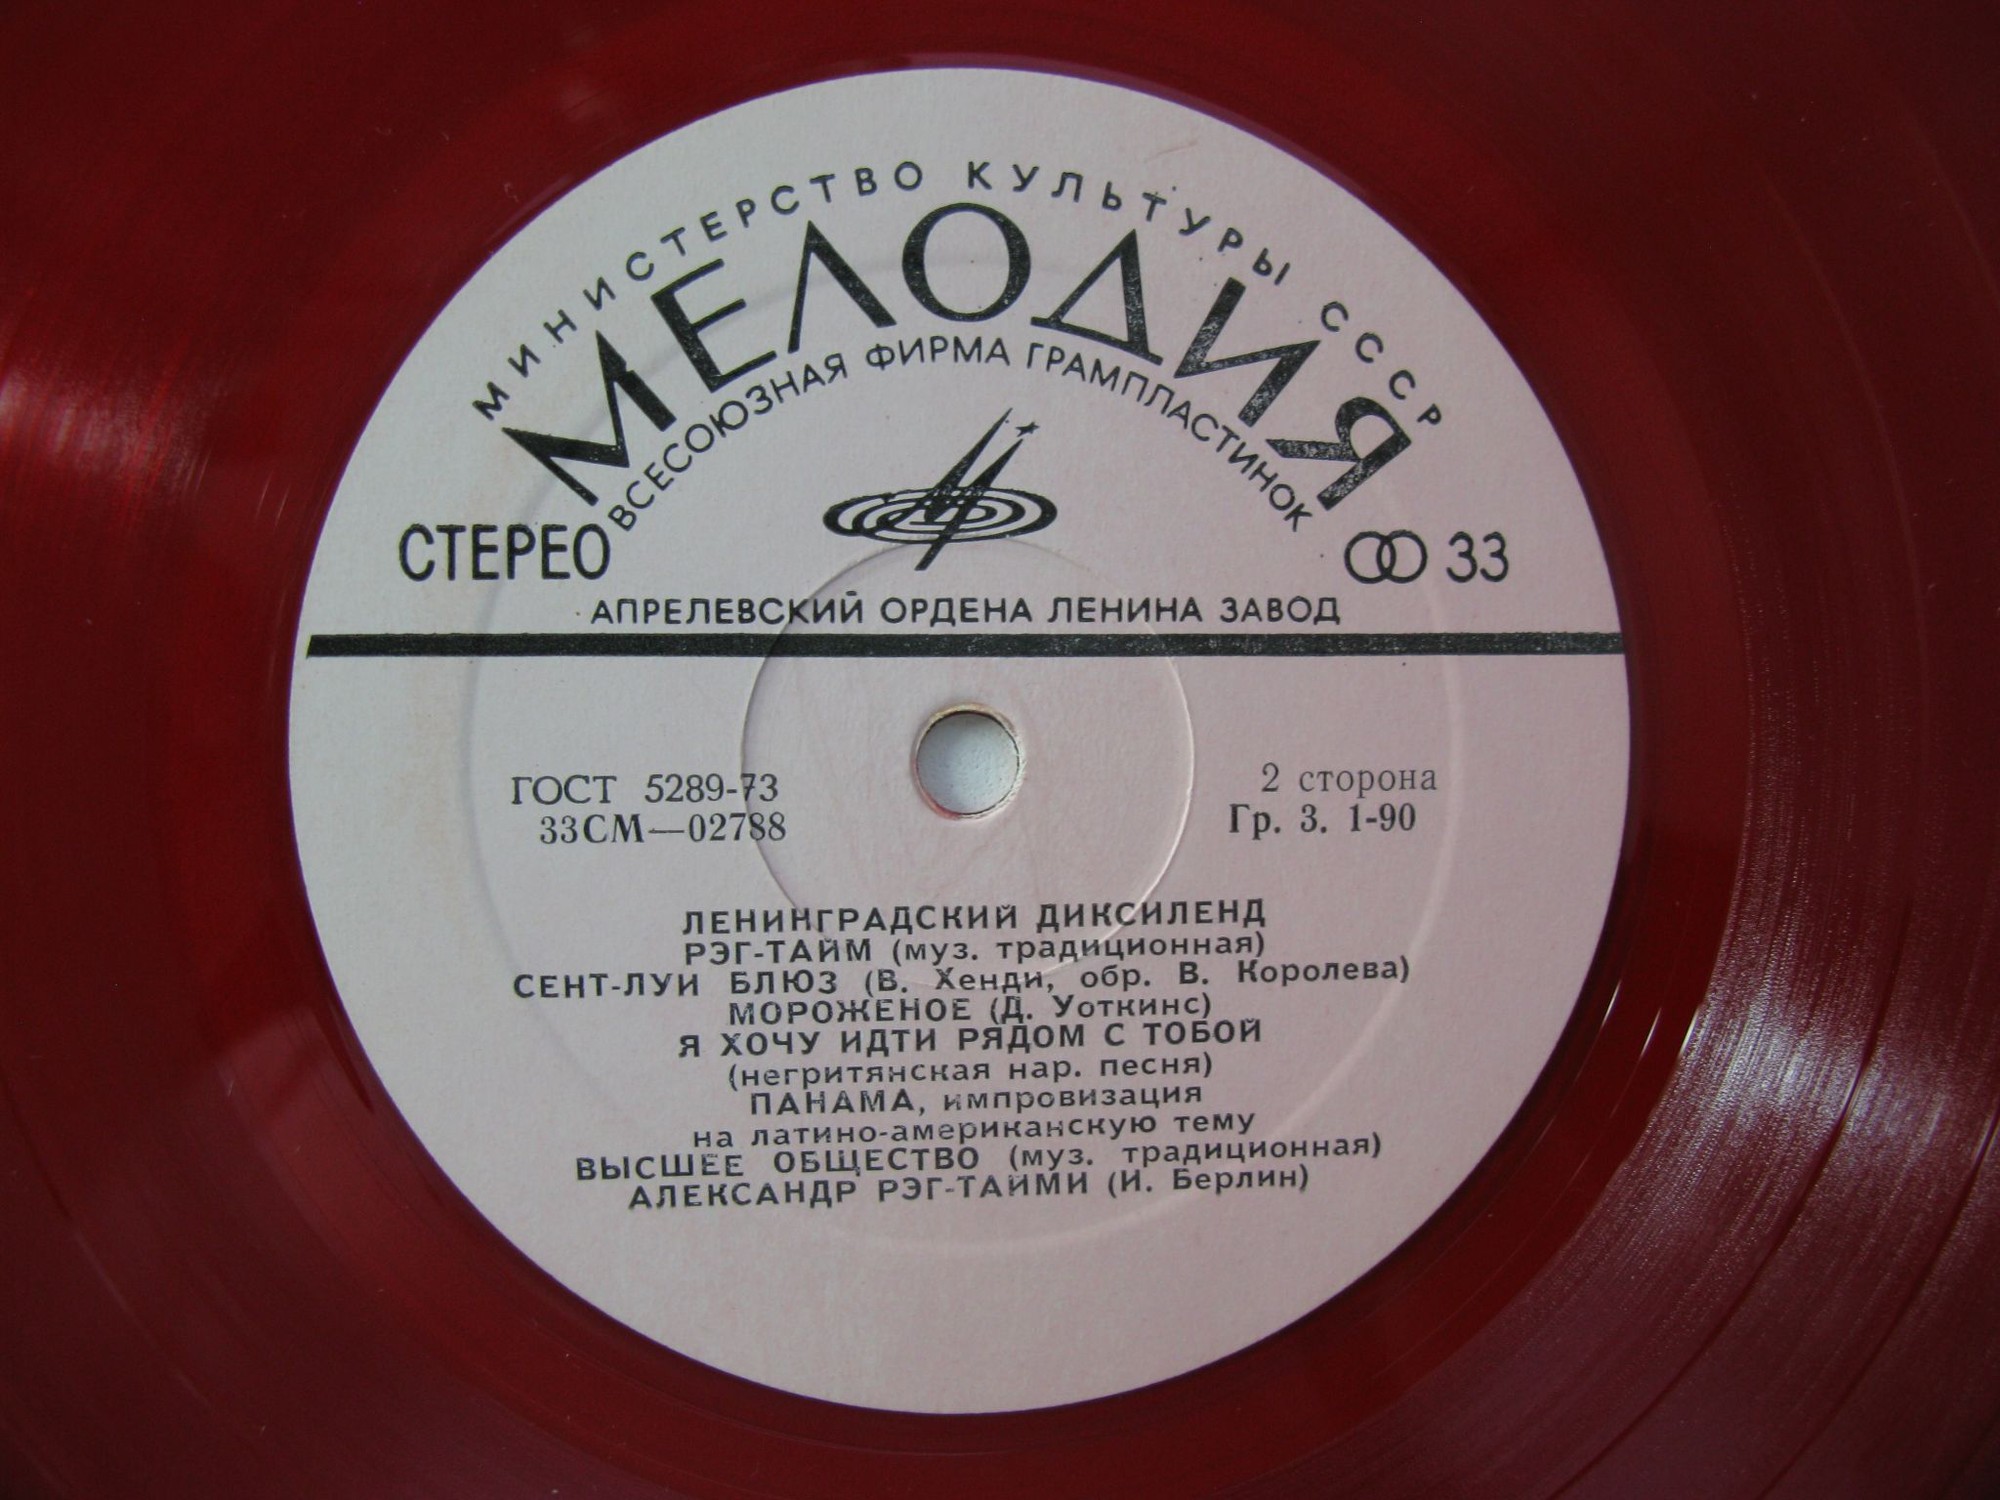 МИНИСТЕРСТВО КУЛЬТУРЫ СССР
МЕЛОДИЯ
ВСЕСОЮЗНАЯ ФИРМА ГРАМПЛАСТИНОК
СТЕРЕО
33
АПРЕЛЕВСКИЙ ОРДЕНА ЛЕНИНА ЗАВОД
ГОСТ 5289-73
33СМ—02788
2 сторона
Гр. 3. 1-90
ЛЕНИНГРАДСКИЙ ДИКСИЛЕНД
РЭГ-ТАЙМ (муз. традиционная)
СЕНТ-ЛУИ БЛЮЗ (В. Хенди, обр. В. Королева)
МОРОЖЕНОЕ (Д. Уоткинс)
Я ХОЧУ ИДТИ РЯДОМ С ТОБОЙ
(негритянская нар. песня)
ПАНАМА, импровизация
на латино-американскую тему
ВЫСШЕЕ ОБЩЕСТВО (муз. традиционная)
АЛЕКСАНДР РЭГ-ТАЙМИ (И. Берлин)